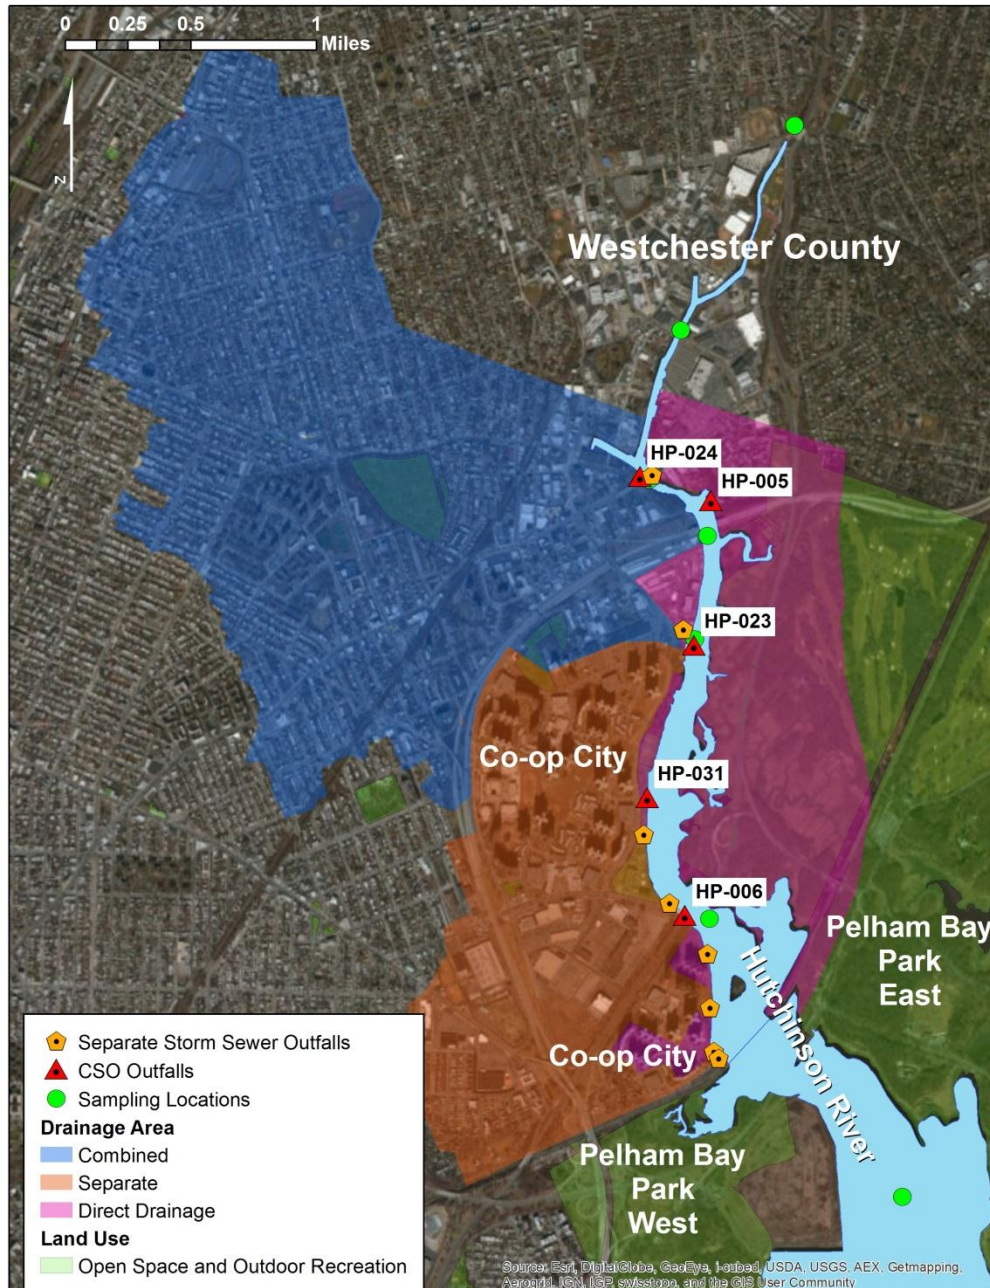 0 0.25 0.5 1
Miles
N
Westchester County
HP-024
HP-005
HP-023
Co-op City
HP-031
HP-006
Pelham Bay
Park
East
Hutchinson River
Co-op City
Pelham Bay
Park
West
Separate Storm Sewer Outfalls
CSO Outfalls
Sampling Locations
Drainage Area
Combined
Separate
Direct Drainage
Land Use
Open Space and Outdoor Recreation
Source: Esri, DigitalGlobe, GeoEye, i-cubed, USDA, USGS, AEX, Getmapping,
Aerogrid, IGN, IGP, swisstopo, and the GIS User Community